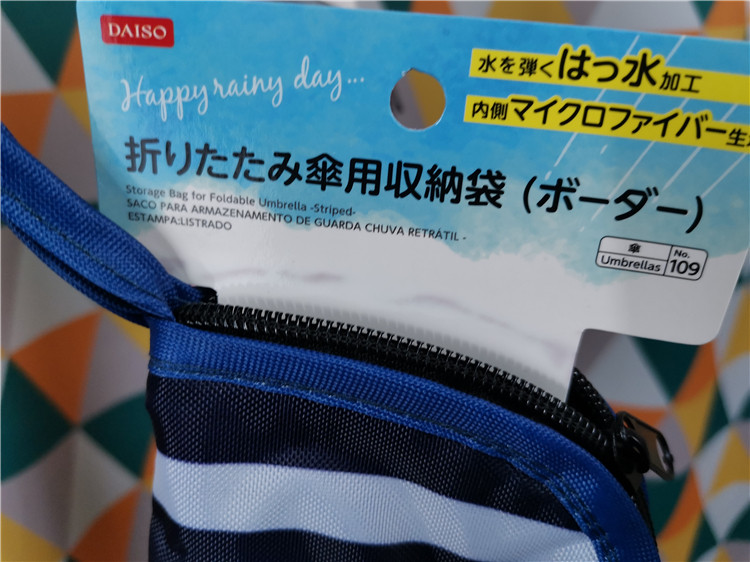 DAISO
Happy rainy day...
水を弾くはっ水加工
内側マイクロファイバー生
折りたたみ傘用収納袋 (ボーダー)
Storage Bag for Foldable Umbrella -Striped-
SACO PARA ARMAZENAMENTO DE GUARDA CHUVA RETRÁTIL -
ESTAMPA:LISTRADO
傘
Umbrellas
No.
109